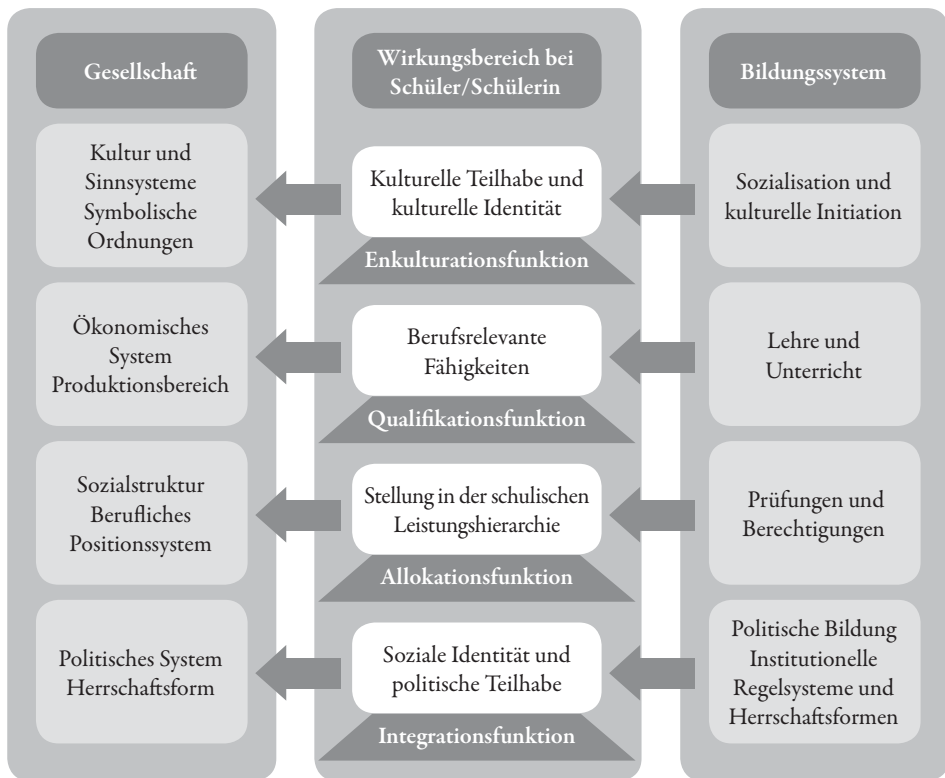 Gesellschaft
Wirkungsbereich bei
Schüler/Schülerin
Bildungssystem
Kultur und
Sinnsysteme
Symbolische
Ordnungen
Kulturelle Teilhabe und
kulturelle Identität
Enkulturationsfunktion
Sozialisation und
kulturelle Initiation
Ökonomisches
System
Produktionsbereich
Berufsrelevante
Fähigkeiten
Qualifikationsfunktion
Lehre und
Unterricht
Sozialstruktur
Berufliches
Positionssystem
Stellung in der schulischen
Leistungshierarchie
Allokationsfunktion
Prüfungen und
Berechtigungen
Politisches System
Herrschaftsform
Soziale Identität und
politische Teilhabe
Integrationsfunktion
Politische Bildung
Institutionelle
Regelsysteme und
Herrschaftsformen